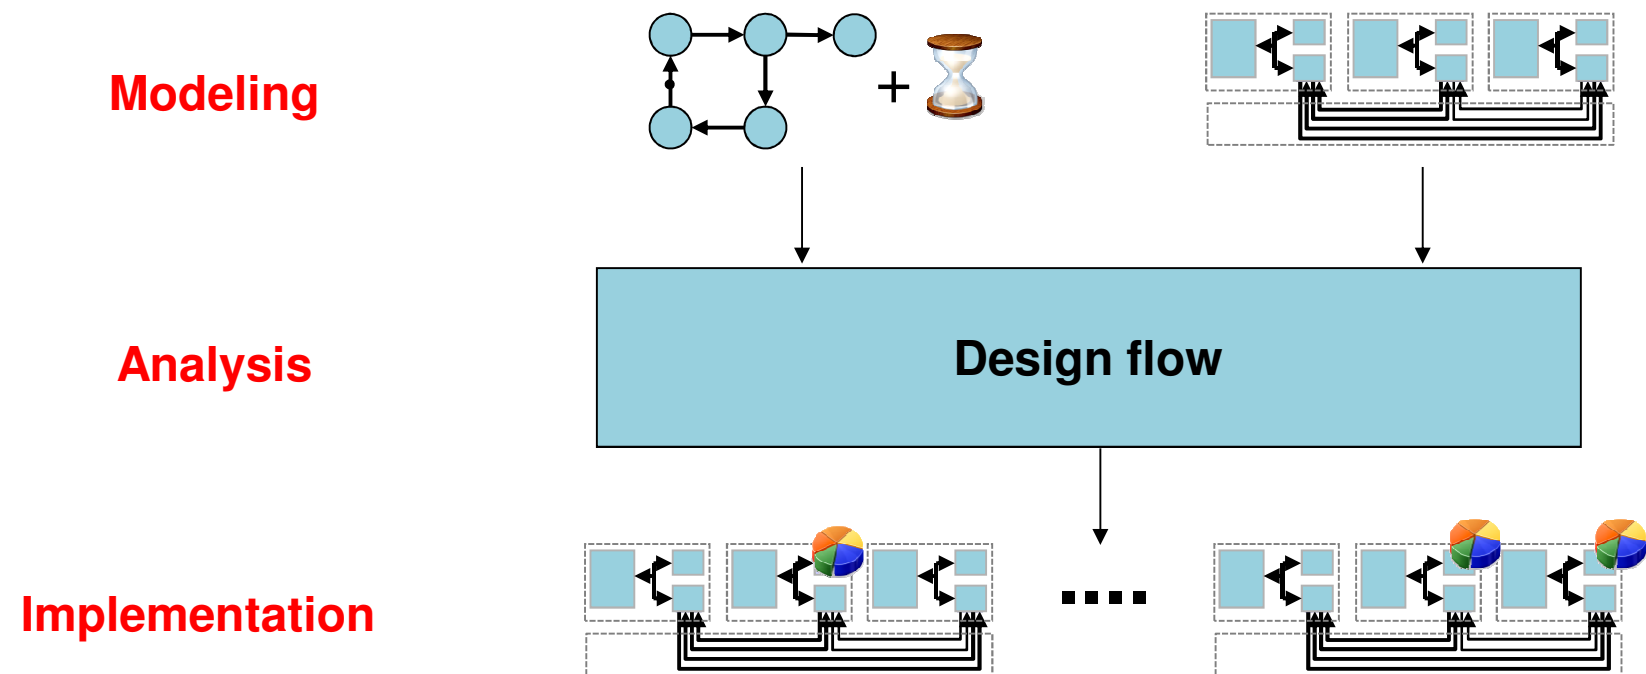 Modeling
+
Analysis
Design flow
Implementation